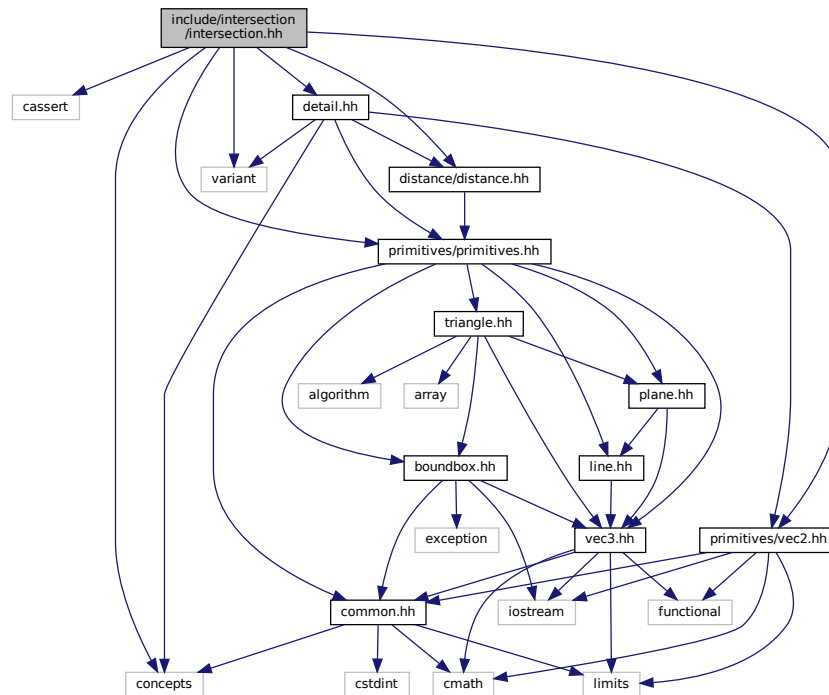 include/intersection
/intersection.hh
cassert
detail.hh
variant
distance/distance.hh
primitives/primitives.hh
triangle.hh
algorithm
array
plane.hh
boundbox.hh
line.hh
exception
vec3.hh
primitives/vec2.hh
common.hh
iostream
functional
concepts
cstdint
cmath
limits